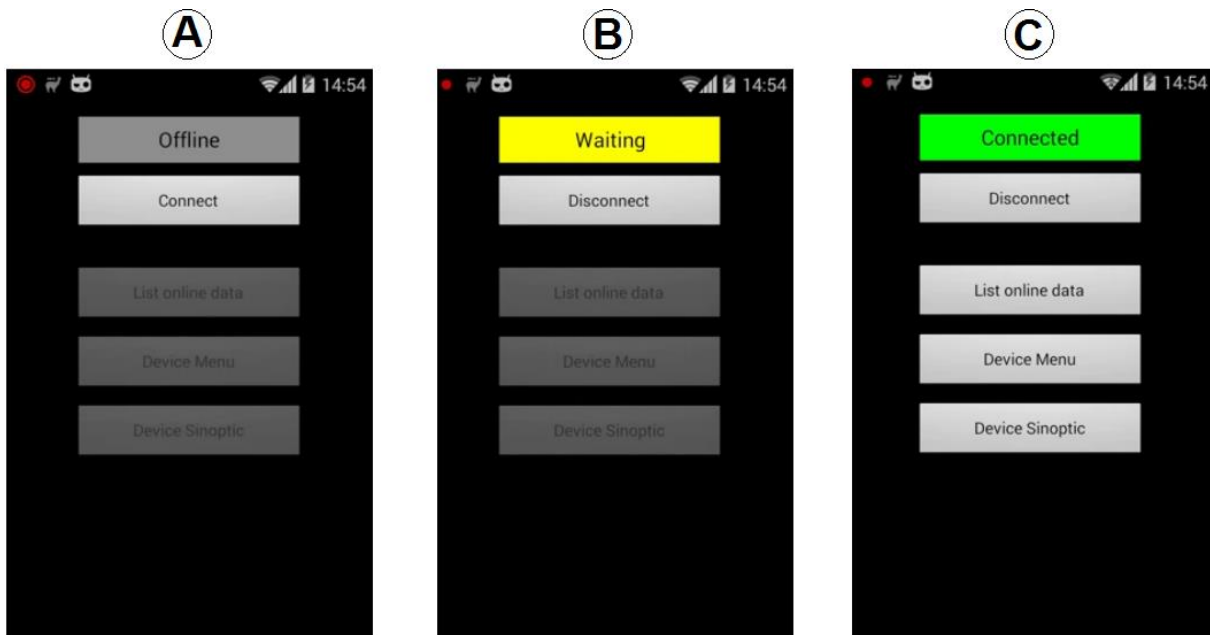 A
14:54
Offline
Connect
List online data
Device Menu
Device Sinoptic
B
14:54
Waiting
Disconnect
List online data
Device Menu
Device Sinoptic
C
14:54
Connected
Disconnect
List online data
Device Menu
Device Sinoptic